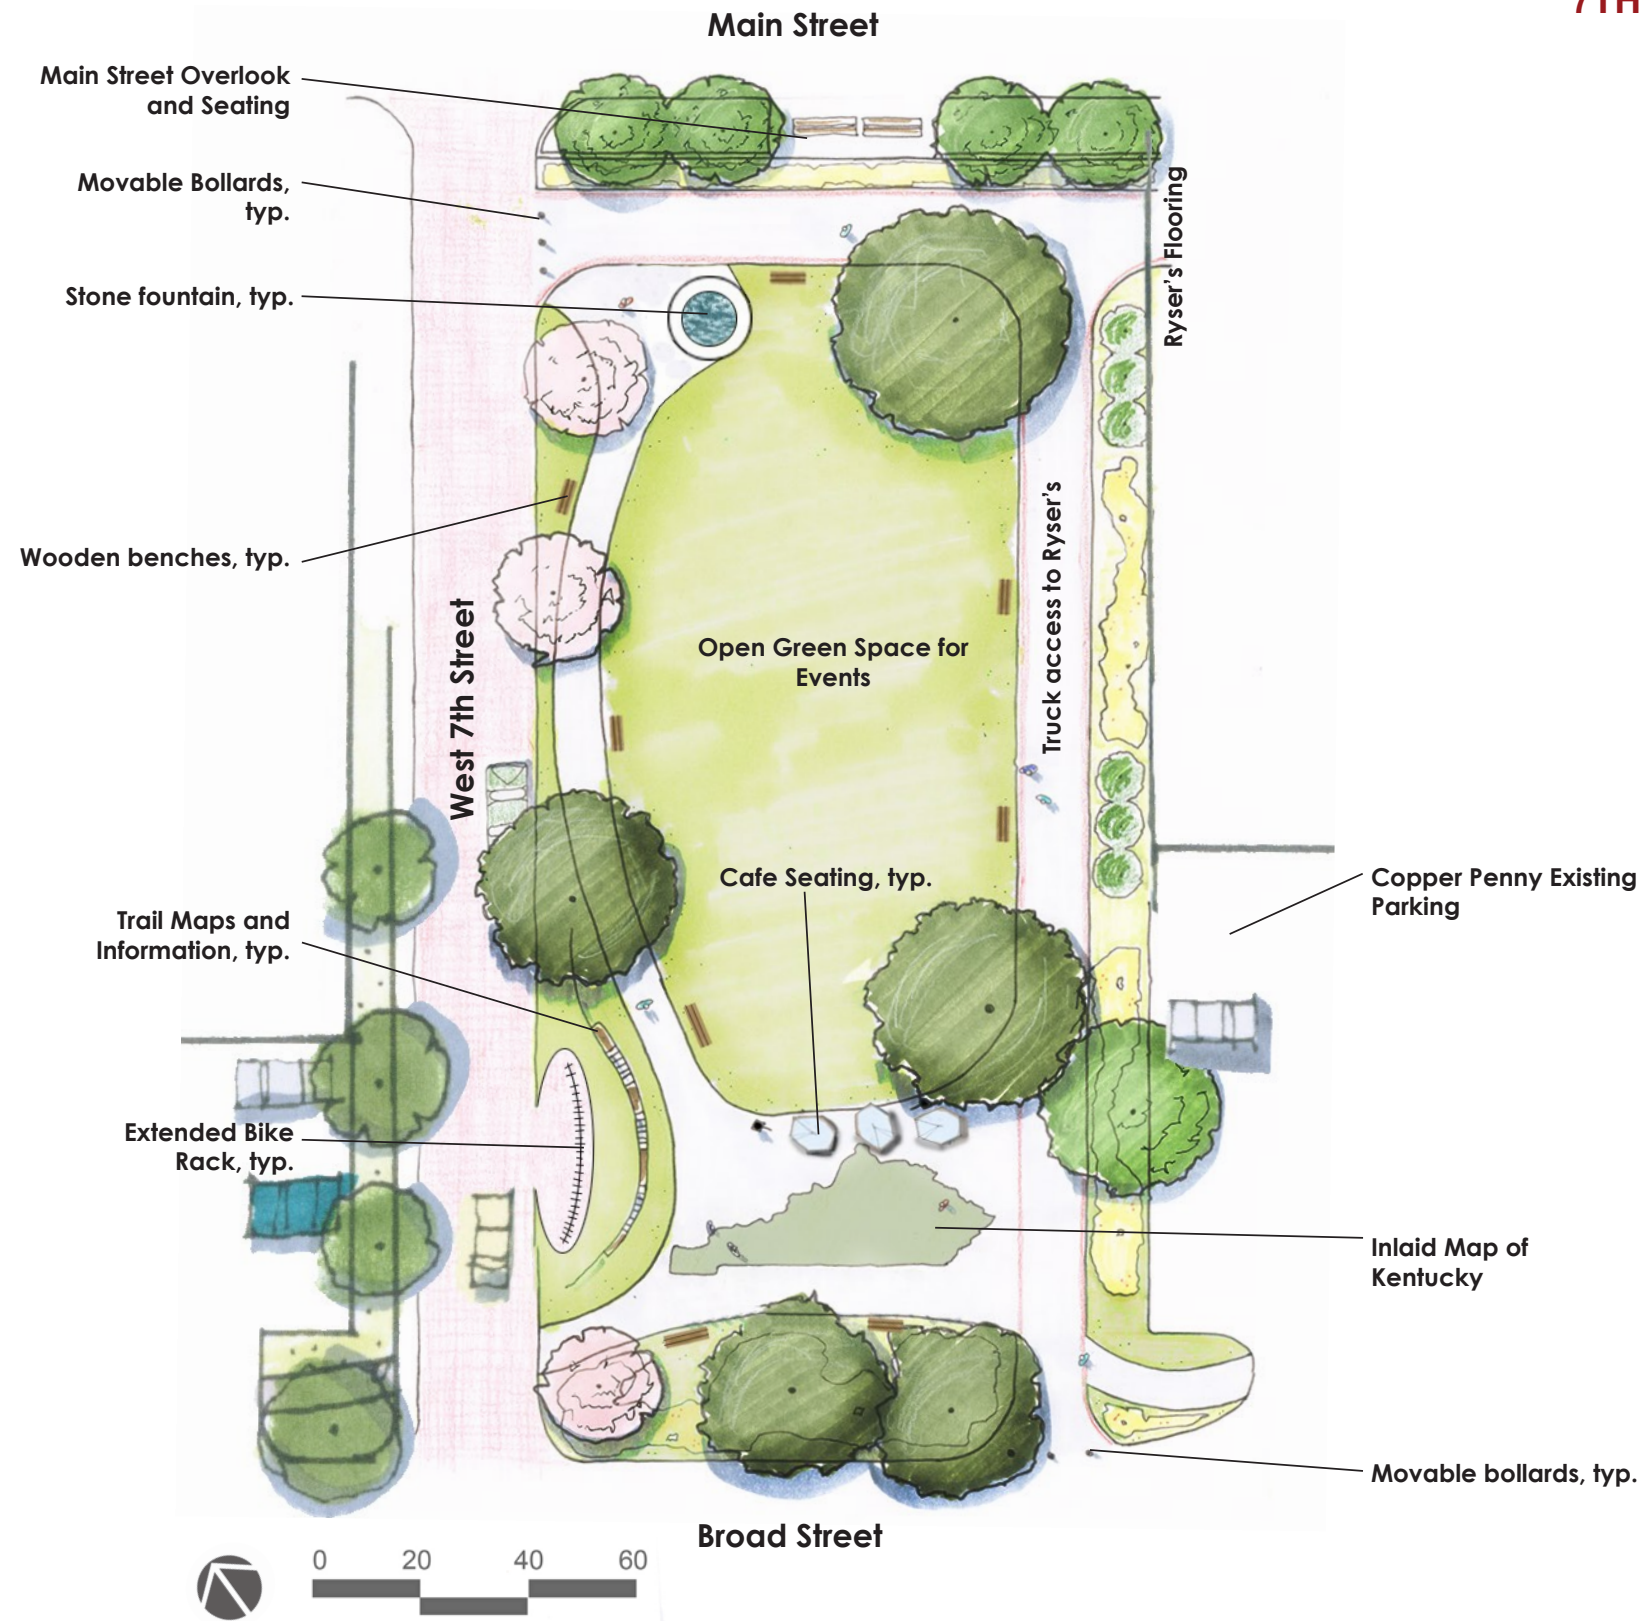 7TH
Main Street
Main Street Overlook
and Seating
Movable Bollards,
typ.
Ryser's Flooring
Stone fountain, typ.
Wooden benches, typ.
Truck access to Ryser's
West 7th Street
Open Green Space for
Events
Cafe Seating, typ.
Copper Penny Existing
Parking
Trail Maps and
Information, typ.
Extended Bike
Rack, typ.
Inlaid Map of
Kentucky
Movable bollards, typ.
Broad Street
0 20 40 60